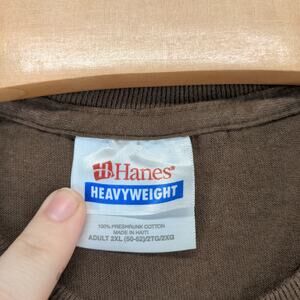 Hanes®
HEAVYWEIGHT
100% PRESHRUNK COTTON
MADE IN HAITI
ADULT 2XL (50-52)/2TG/2XG